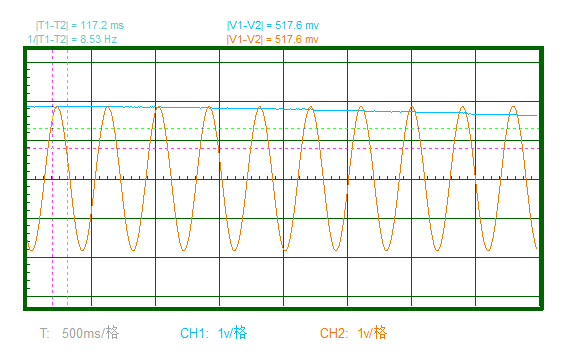 |T1-T2| = 117.2 ms |V1-V2| = 517.6 mv
1/|T1-T2| = 8.53 Hz |V1-V2| = 517.6 mv
T: 500ms/格 CH1: 1v/格 CH2: 1v/格